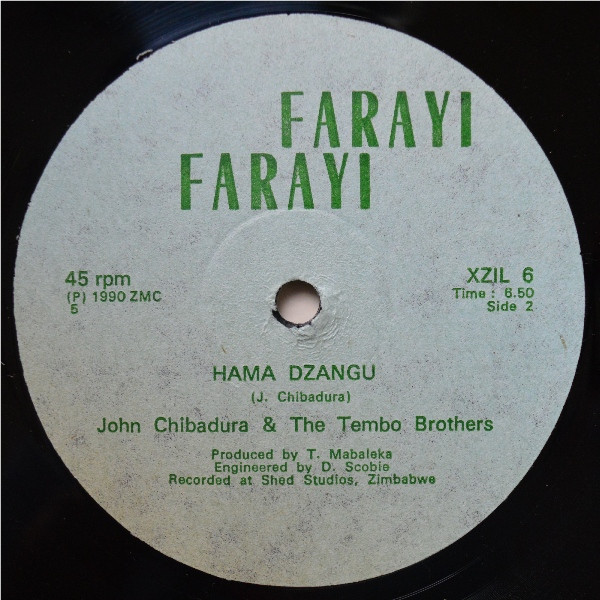 FARAYI
FARAYI
45 rpm
(P) 1990 ZMC
5
XZIL 6
Time : 6.50
Side 2
HAMA DZANGU
(J. Chibadura)
John Chibadura & The Tembo Brothers
Produced by T. Mabaleka
Engineered by D. Scobie
Recorded at Shed Studios, Zimbabwe